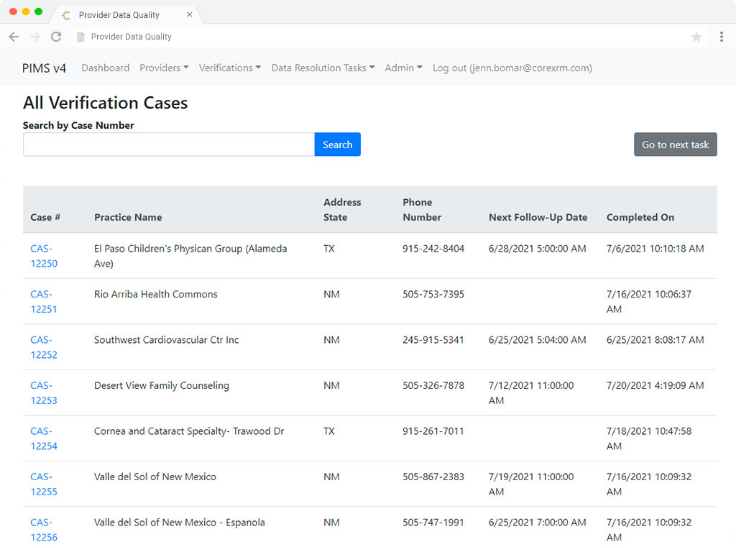 Provider Data Quality
Provider Data Quality
PIMS v4 Dashboard Providers Verifications Data Resolution Tasks Admin Log out (jenn.bomar@corexrm.com)
All Verification Cases
Search by Case Number
Search Go to next task
Case # Practice Name Address State Phone Number Next Follow-Up Date Completed On
CAS- El Paso Children's Physican Group (Alameda TX 915-242-8404 6/28/2021 5:00:00 AM 7/6/2021 10:10:18 AM
12250 Ave)
CAS- Rio Arriba Health Commons NM 505-753-7395 7/16/2021 10:06:37
12251 AM
CAS- Southwest Cardiovascular Ctr Inc NM 245-915-5341 6/25/2021 5:04:00 AM 6/25/2021 8:08:17 AM
12252
CAS- Desert View Family Counseling NM 505-326-7878 7/12/2021 11:00:00 7/20/2021 4:19:09 AM
12253 AM
CAS- Cornea and Cataract Specialty- Trawood Dr TX 915-261-7011 7/18/2021 10:47:58
12254 AM
CAS- Valle del Sol of New Mexico NM 505-867-2383 7/19/2021 11:00:00 7/16/2021 10:09:32
12255 AM AM
CAS- Valle del Sol of New Mexico - Espanola NM 505-747-1991 6/25/2021 7:00:00 AM 7/16/2021 10:09:32
12256 AM